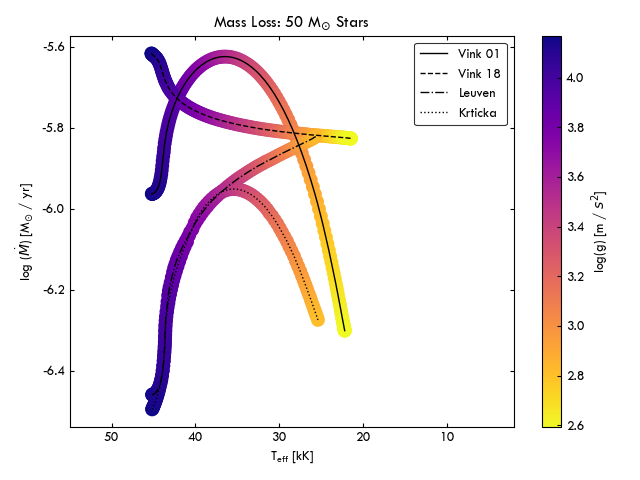 Mass Loss: 50 M⊙ Stars
-5.6
-5.8
-6.0
-6.2
-6.4
log (Ṁ) [M⊙ / yr]
50
40
30
20
10
T_eff [kK]
Vink 01
Vink 18
Leuven
Krticka
4.0
3.8
3.6
3.4
3.2
3.0
2.8
2.6
log(g) [m / s²]